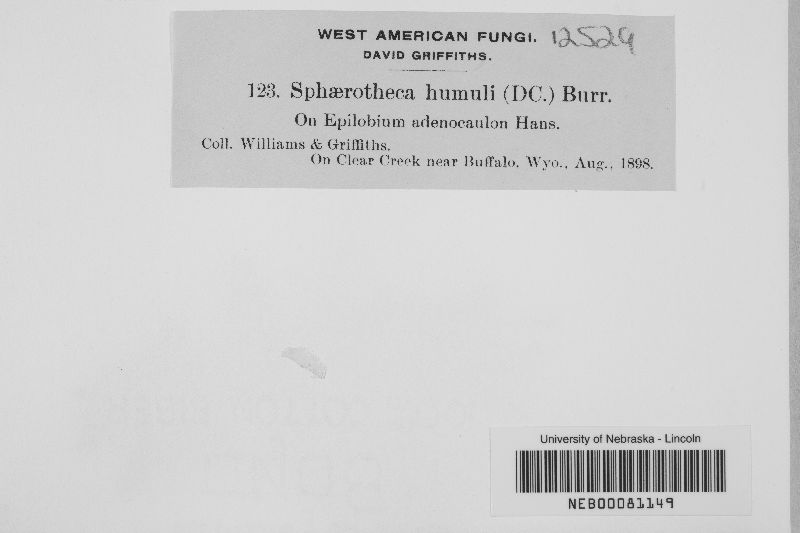 WEST AMERICAN FUNGI. 12529
DAVID GRIFFITHS.
123. Sphærotheca humuli (DC.) Burr.
On Epilobium adenocaulon Hans.
Coll. Williams & Griffiths.
On Clear Creek near Buffalo, Wyo., Aug., 1898.
University of Nebraska - Lincoln
NEB00081149